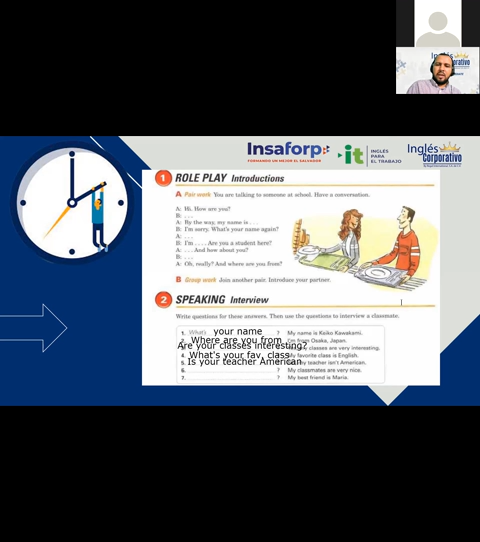 Insaforp
FORMANDO UN MEJOR EL SALVADOR
it
INGLÉS
PARA
EL TRABAJO
Inglés
Corporativo
1 ROLE PLAY Introductions
A Pair work You are talking to someone at school. Have a conversation.
A: Hi. How are you?
B: . . .
A: By the way, my name is . . .
B: I'm sorry. What's your name again?
A: . . .
B: I'm . . . . Are you a student here?
A: . . . . And how about you?
B: . . .
A: Oh, really? And where are you from?
B Group work Join another pair. Introduce your partner.
2 SPEAKING Interview
Write questions for these answers. Then use the questions to interview a classmate.
1. What's your name ? My name is Keiko Kawakami.
2. Where are you from I'm from Osaka, Japan.
Are your classes interesting? classes are very interesting.
4. What's your fav. class My favorite class is English.
5. Is your teacher American my teacher isn't American.
6. ? My classmates are very nice.
7. ? My best friend is Maria.